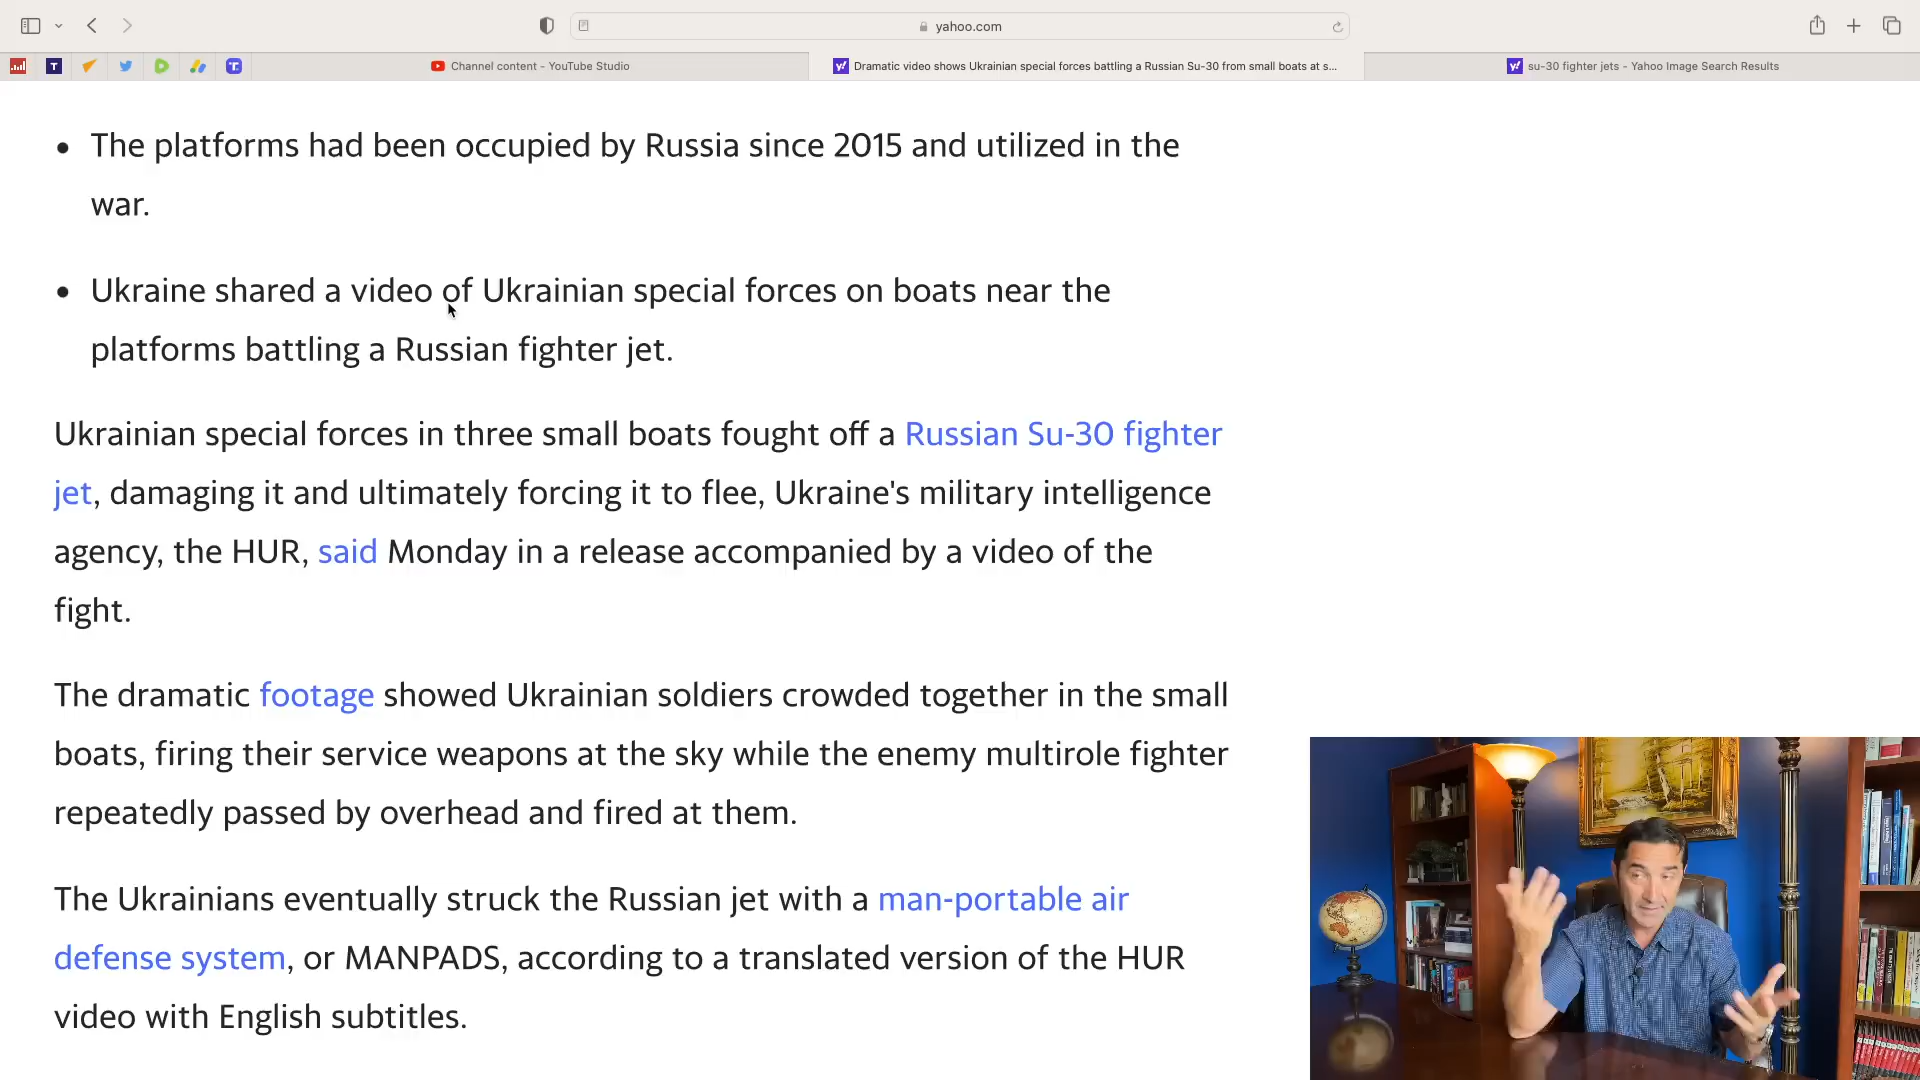 yahoo.com
Channel content - YouTube Studio
Dramatic video shows Ukrainian special forces battling a Russian Su-30 from small boats at s...
su-30 fighter jets - Yahoo Image Search Results
• The platforms had been occupied by Russia since 2015 and utilized in the
war.
• Ukraine shared a video of Ukrainian special forces on boats near the
platforms battling a Russian fighter jet.
Ukrainian special forces in three small boats fought off a Russian Su-30 fighter
jet, damaging it and ultimately forcing it to flee, Ukraine's military intelligence
agency, the HUR, said Monday in a release accompanied by a video of the
fight.
The dramatic footage showed Ukrainian soldiers crowded together in the small
boats, firing their service weapons at the sky while the enemy multirole fighter
repeatedly passed by overhead and fired at them.
The Ukrainians eventually struck the Russian jet with a man-portable air
defense system, or MANPADS, according to a translated version of the HUR
video with English subtitles.